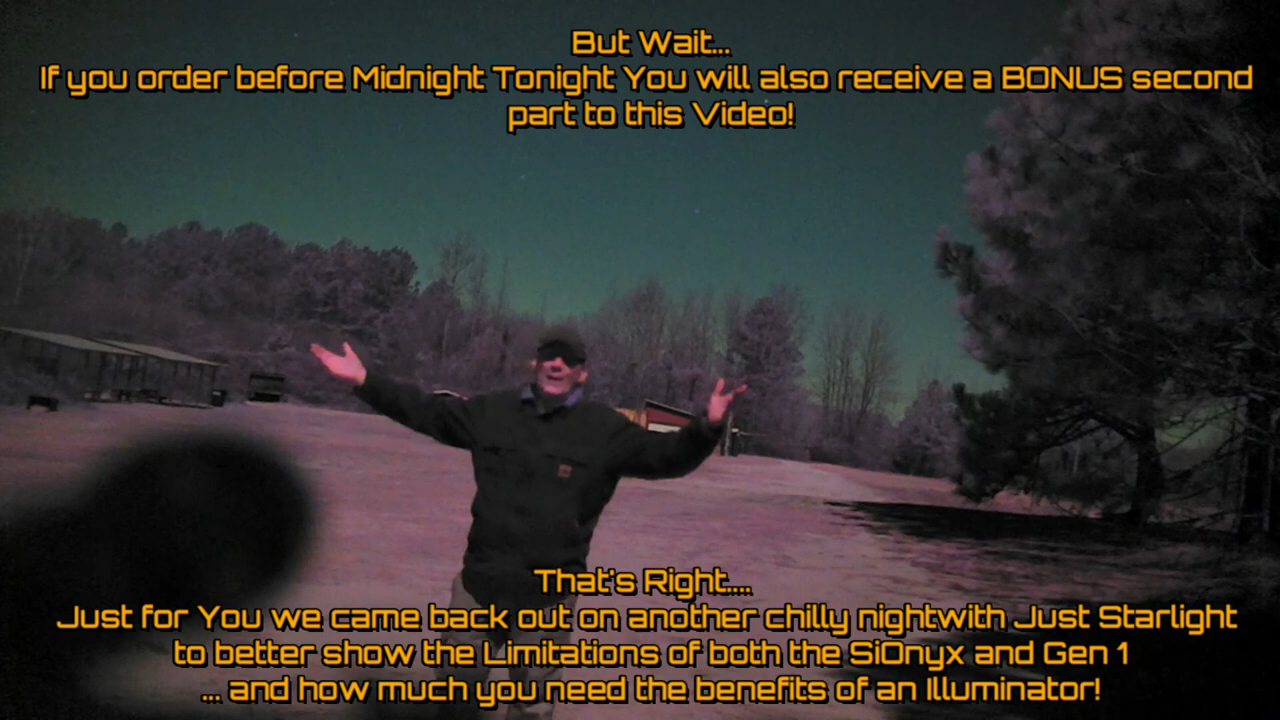 But Wait...
If you order before Midnight Tonight You will also receive a BONUS second
part to this Video!
That's Right....
Just for You we came back out on another chilly nightwith Just Starlight
to better show the Limitations of both the SiOnyx and Gen 1
... and how much you need the benefits of an Illuminator!